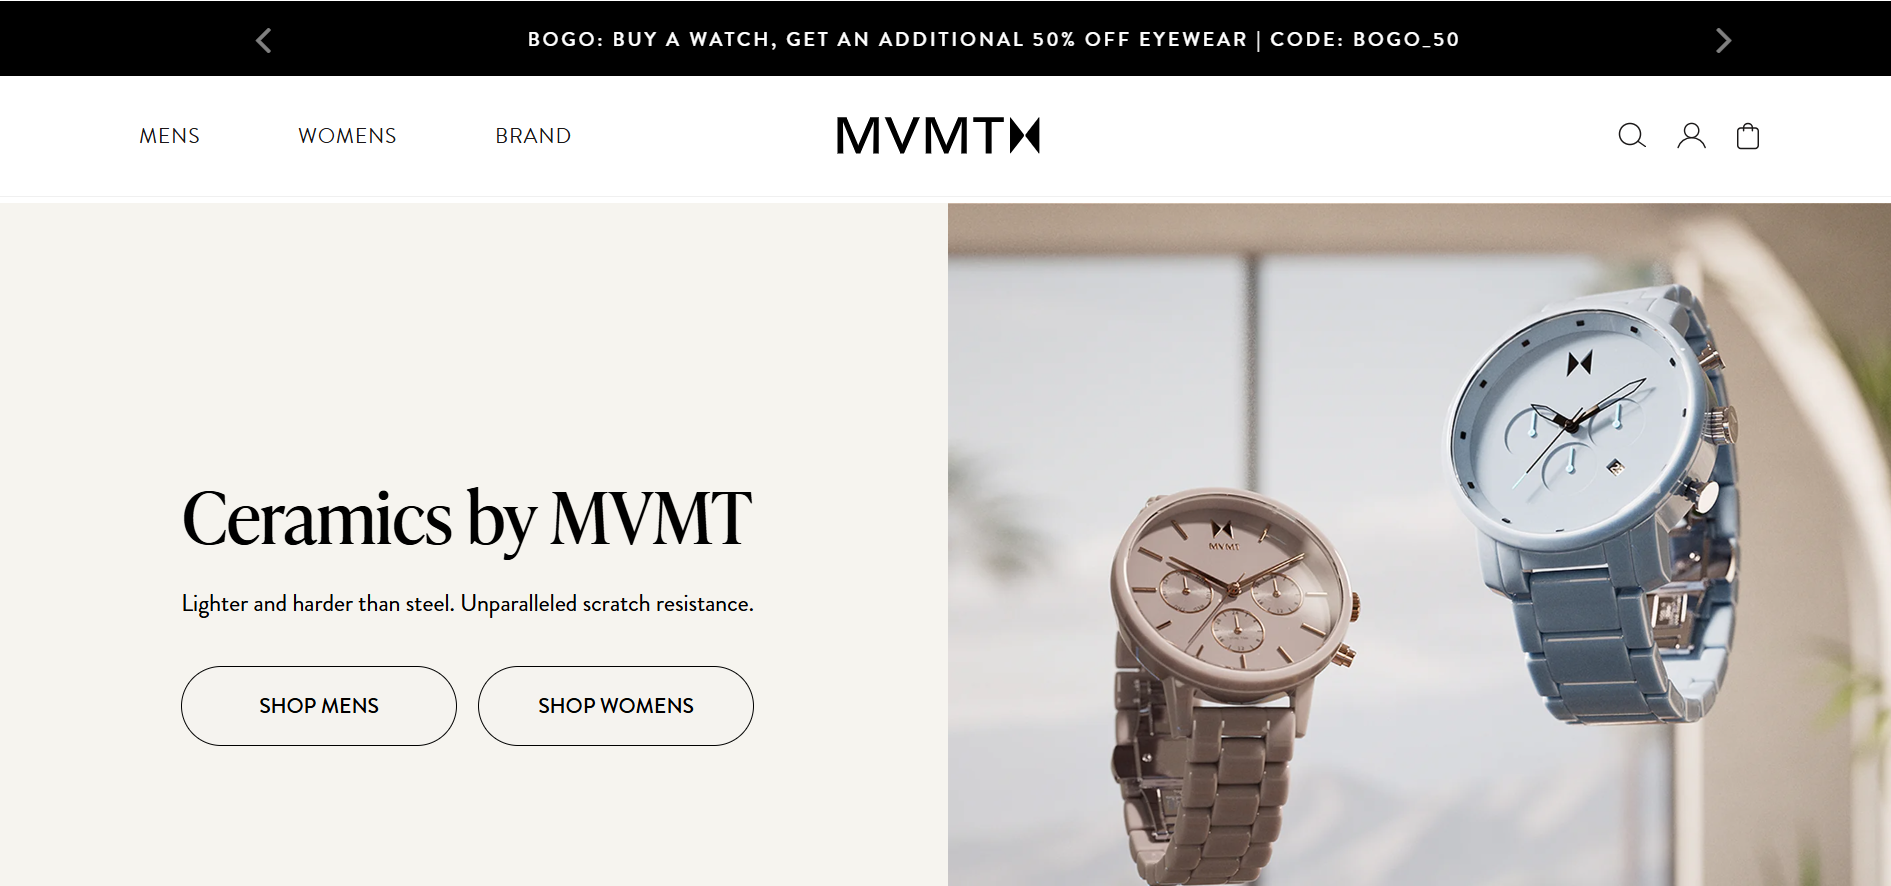 BOGO: BUY A WATCH, GET AN ADDITIONAL 50% OFF EYEWEAR | CODE: BOGO_50
MENS
WOMENS
BRAND
MVMT
Ceramics by MVMT
Lighter and harder than steel. Unparalleled scratch resistance.
SHOP MENS
SHOP WOMENS
MVMT